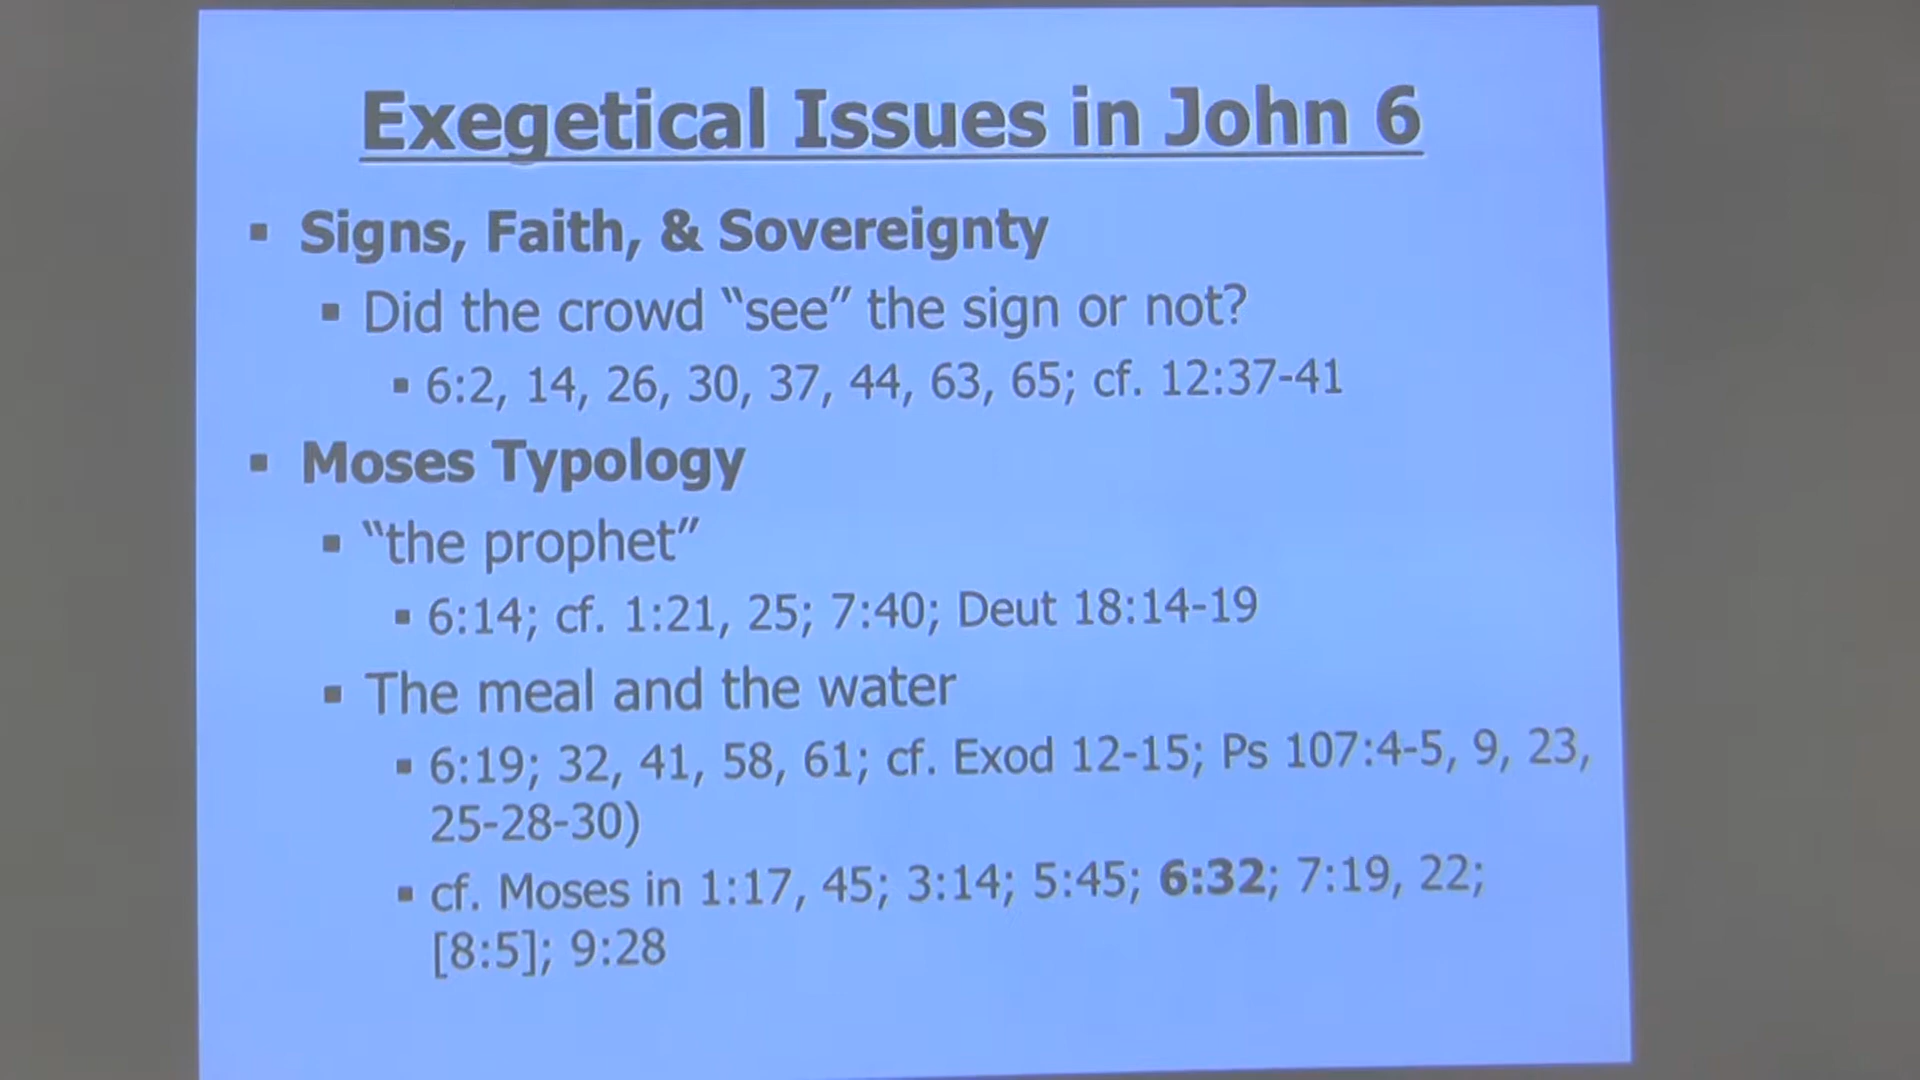 Exegetical Issues in John 6
▪ Signs, Faith, & Sovereignty
▪ Did the crowd “see” the sign or not?
▪ 6:2, 14, 26, 30, 37, 44, 63, 65; cf. 12:37-41
▪ Moses Typology
▪ “the prophet”
▪ 6:14; cf. 1:21, 25; 7:40; Deut 18:14-19
▪ The meal and the water
▪ 6:19; 32, 41, 58, 61; cf. Exod 12-15; Ps 107:4-5, 9, 23,
25-28-30)
▪ cf. Moses in 1:17, 45; 3:14; 5:45; 6:32; 7:19, 22;
[8:5]; 9:28